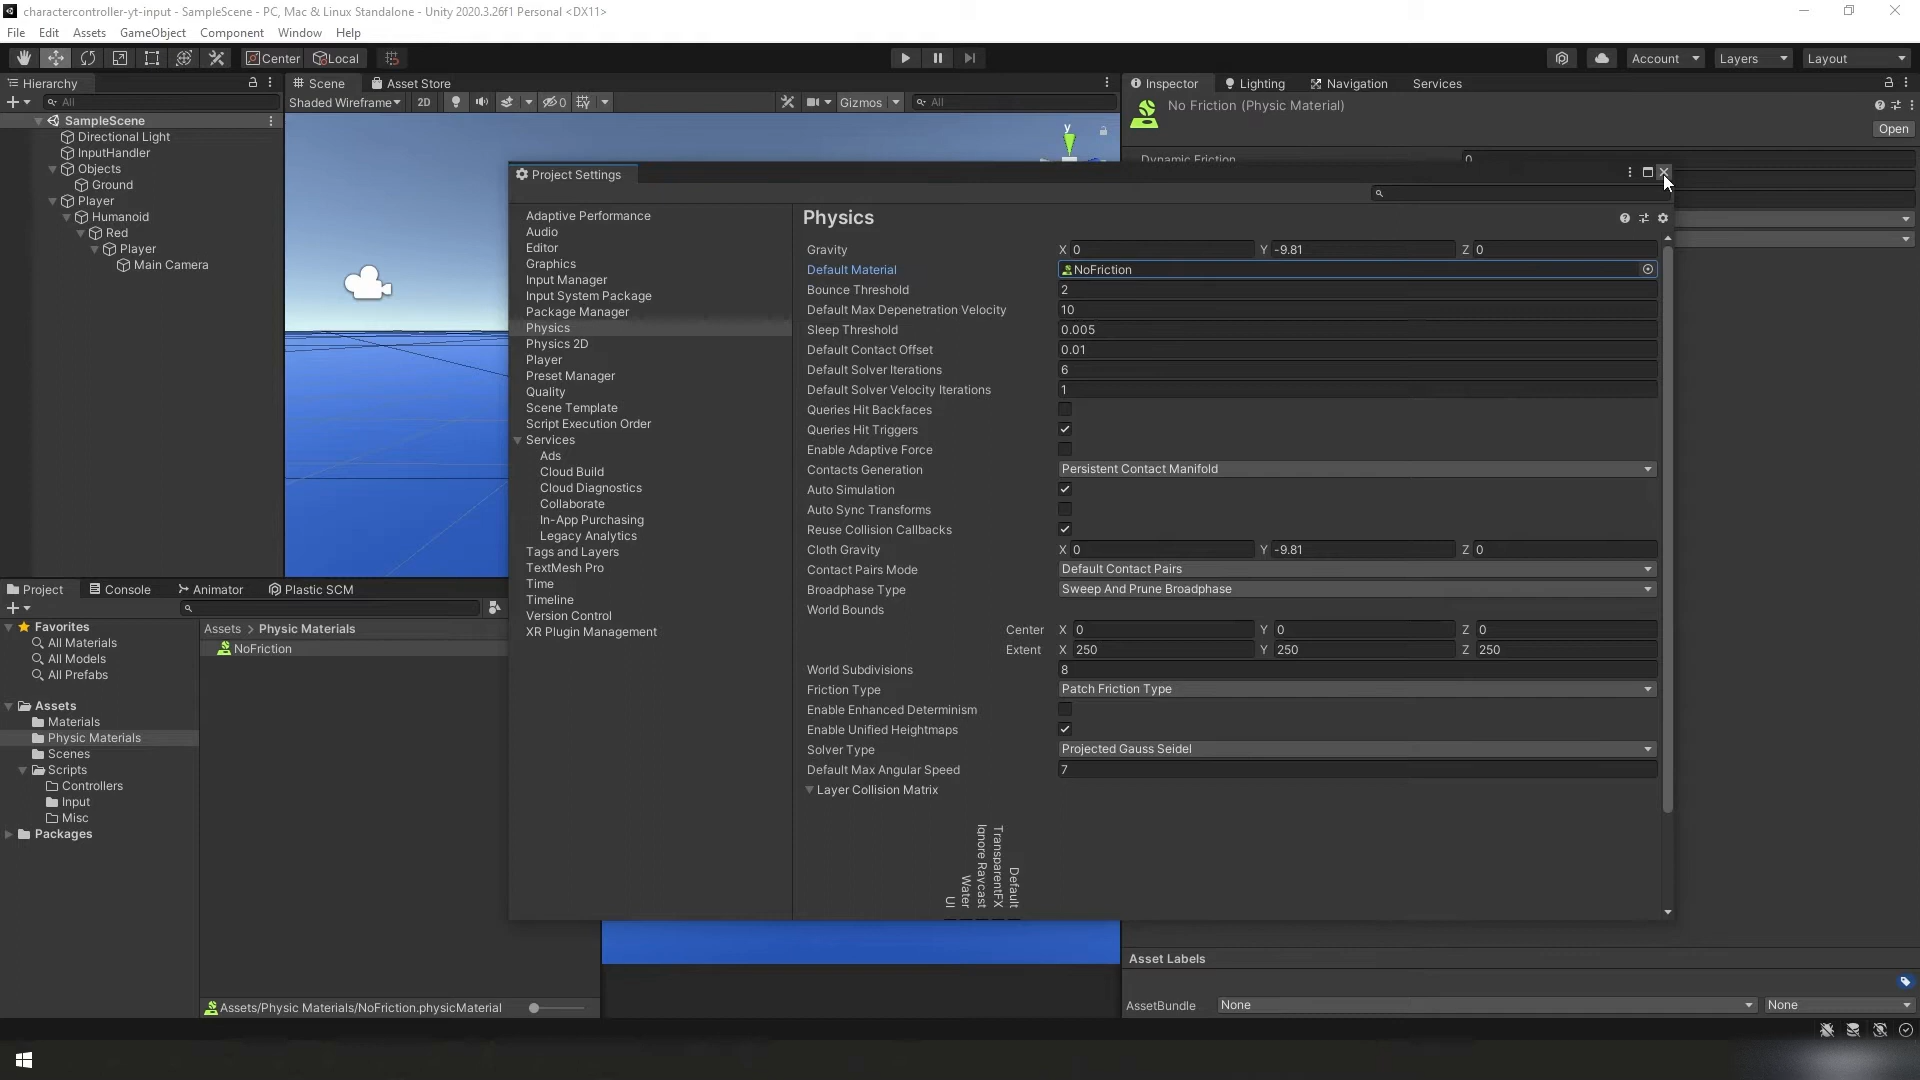 charactercontroller-yt-input - SampleScene - PC, Mac & Linux Standalone - Unity 2020.3.26f1 Personal <DX11>
File Edit Assets GameObject Component Window Help
Center Local Account Layers Layout
Hierarchy Scene Asset Store Inspector Lighting Navigation Services
All Shaded Wireframe 2D 0 Gizmos All
No Friction (Physic Material)
Open
SampleScene
Directional Light
InputHandler
Objects
Ground
Player
Humanoid
Red
Player
Main Camera
y
Dynamic Friction 0
Project Settings
Adaptive Performance
Audio
Editor
Graphics
Input Manager
Input System Package
Package Manager
Physics
Physics 2D
Player
Preset Manager
Quality
Scene Template
Script Execution Order
Services
Ads
Cloud Build
Cloud Diagnostics
Collaborate
In-App Purchasing
Legacy Analytics
Tags and Layers
TextMesh Pro
Time
Timeline
Version Control
XR Plugin Management
Physics
Gravity X 0 Y -9.81 Z 0
Default Material NoFriction
Bounce Threshold 2
Default Max Depenetration Velocity 10
Sleep Threshold 0.005
Default Contact Offset 0.01
Default Solver Iterations 6
Default Solver Velocity Iterations 1
Queries Hit Backfaces
Queries Hit Triggers
Enable Adaptive Force
Contacts Generation Persistent Contact Manifold
Auto Simulation
Auto Sync Transforms
Reuse Collision Callbacks
Cloth Gravity X 0 Y -9.81 Z 0
Contact Pairs Mode Default Contact Pairs
Broadphase Type Sweep And Prune Broadphase
World Bounds
Center X 0 Y 0 Z 0
Extent X 250 Y 250 Z 250
World Subdivisions 8
Friction Type Patch Friction Type
Enable Enhanced Determinism
Enable Unified Heightmaps
Solver Type Projected Gauss Seidel
Default Max Angular Speed 7
Layer Collision Matrix
UI
Water
Ignore Raycast
TransparentFX
Default
Project Console Animator Plastic SCM
Favorites
All Materials
All Models
All Prefabs
Assets
Materials
Physic Materials
Scenes
Scripts
Controllers
Input
Misc
Packages
Assets > Physic Materials
NoFriction
Assets/Physic Materials/NoFriction.physicMaterial
Asset Labels
AssetBundle None None